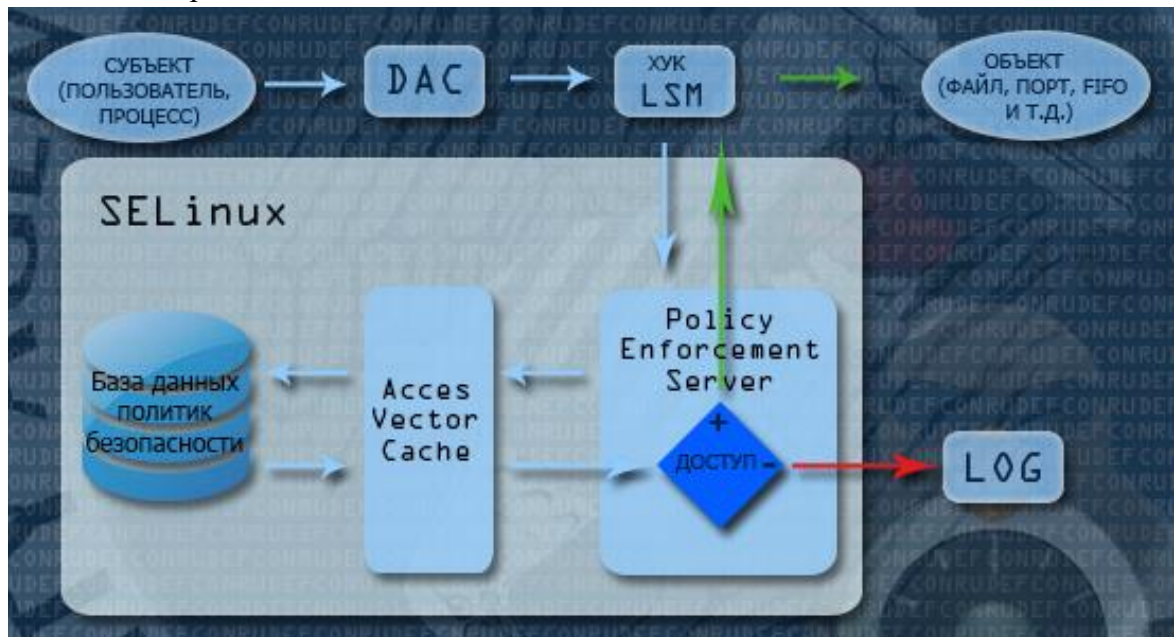 СУБЪЕКТ
(ПОЛЬЗОВАТЕЛЬ,
ПРОЦЕСС)
DAC
ХУК
LSM
ОБЪЕКТ
(ФАЙЛ, ПОРТ, FIFO
И Т.Д.)
SELinux
База данных
политик
безопасности
Acces
Vector
Cache
Policy
Enforcement
Server
+
ДОСТУП -
LOG